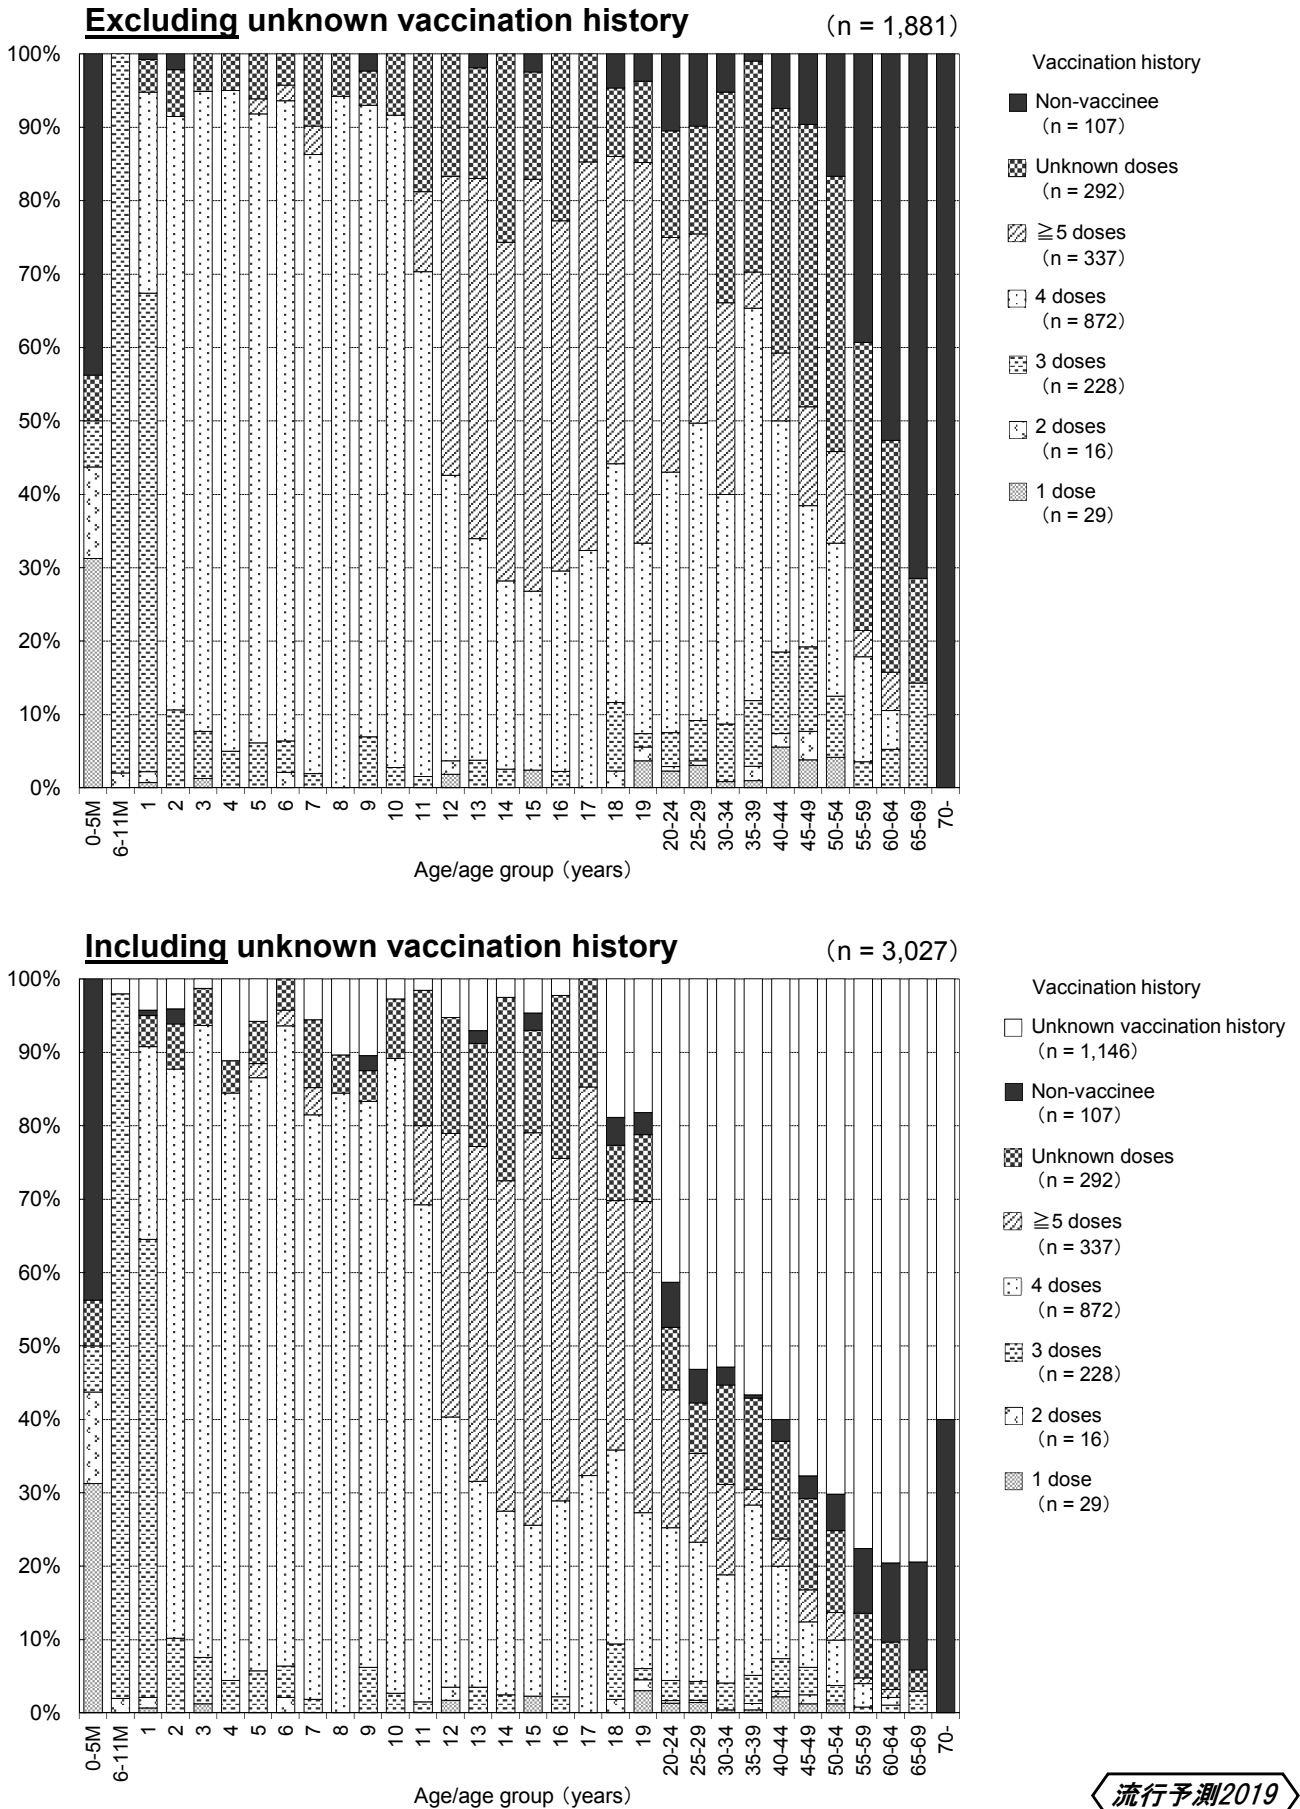 Excluding unknown vaccination history
(n = 1,881)
100%
90%
80%
70%
60%
50%
40%
30%
20%
10%
0%
0-5M
6-11M
1
2
3
4
5
6
7
8
9
10
11
12
13
14
15
16
17
18
19
20-24
25-29
30-34
35-39
40-44
45-49
50-54
55-59
60-64
65-69
70-
Age/age group（years）
Vaccination history
Non-vaccinee
（n = 107）
Unknown doses
（n = 292）
≧5 doses
（n = 337）
4 doses
（n = 872）
3 doses
（n = 228）
2 doses
（n = 16）
1 dose
（n = 29）
Including unknown vaccination history
（n = 3,027）
100%
90%
80%
70%
60%
50%
40%
30%
20%
10%
0%
0-5M
6-11M
1
2
3
4
5
6
7
8
9
10
11
12
13
14
15
16
17
18
19
20-24
25-29
30-34
35-39
40-44
45-49
50-54
55-59
60-64
65-69
70-
Age/age group（years）
Vaccination history
Unknown vaccination history
（n = 1,146）
Non-vaccinee
（n = 107）
Unknown doses
（n = 292）
≧5 doses
（n = 337）
4 doses
（n = 872）
3 doses
（n = 228）
2 doses
（n = 16）
1 dose
（n = 29）
流行予測2019